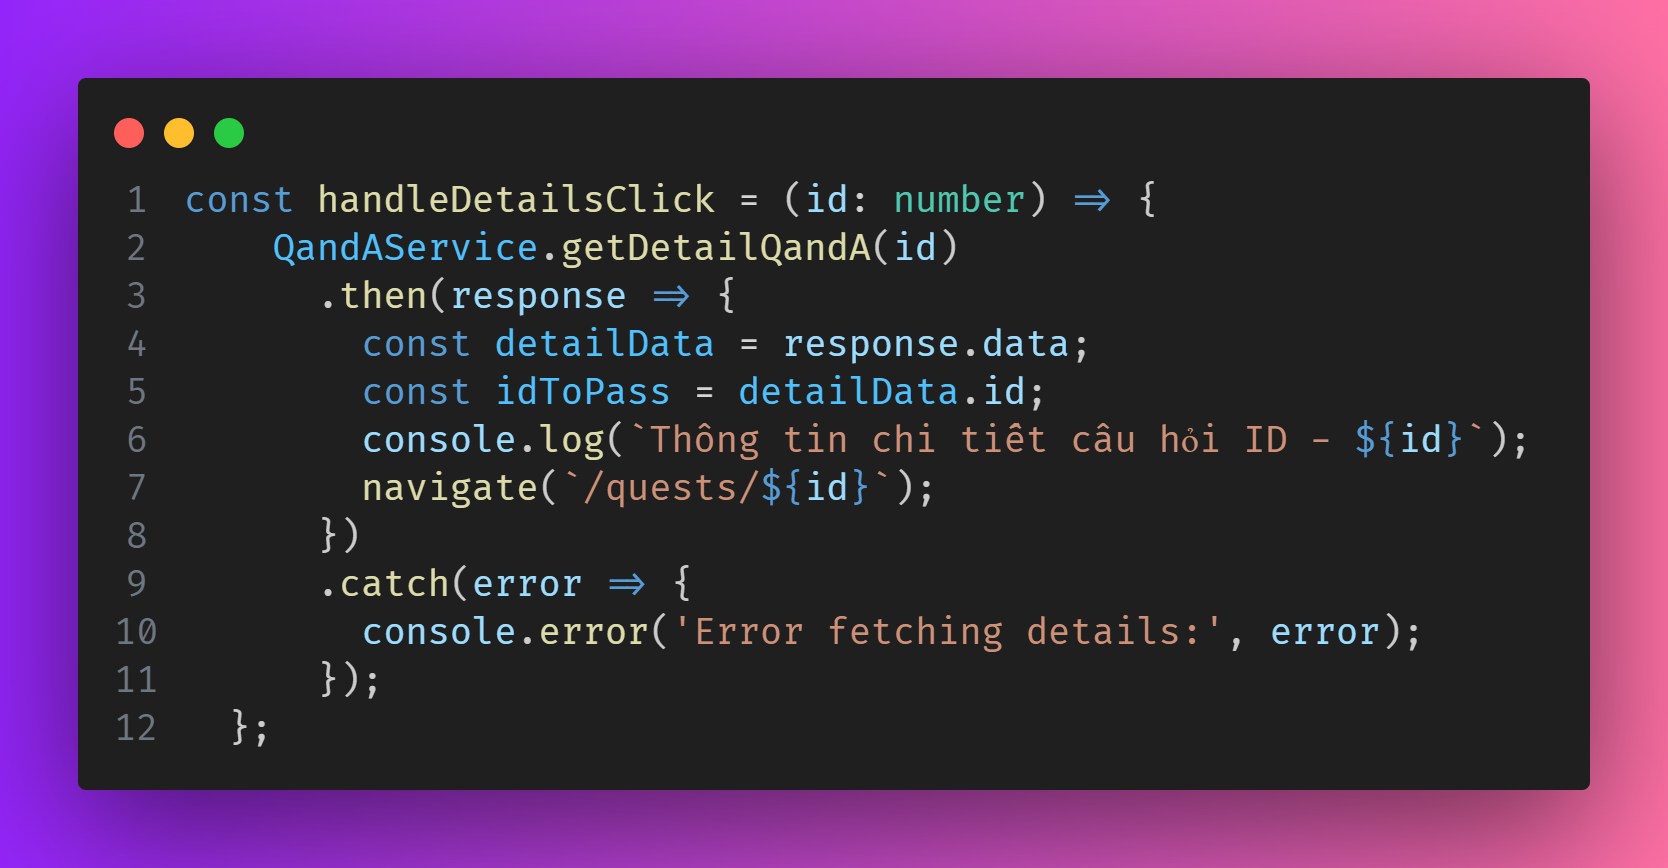 1 const handleDetailsClick = (id: number) => {
2     QandAService.getDetailQandA(id)
3       .then(response => {
4         const detailData = response.data;
5         const idToPass = detailData.id;
6         console.log(`Thông tin chi tiết câu hỏi ID - ${id}`);
7         navigate(`/quests/${id}`);
8       })
9       .catch(error => {
10         console.error('Error fetching details:', error);
11       });
12   };